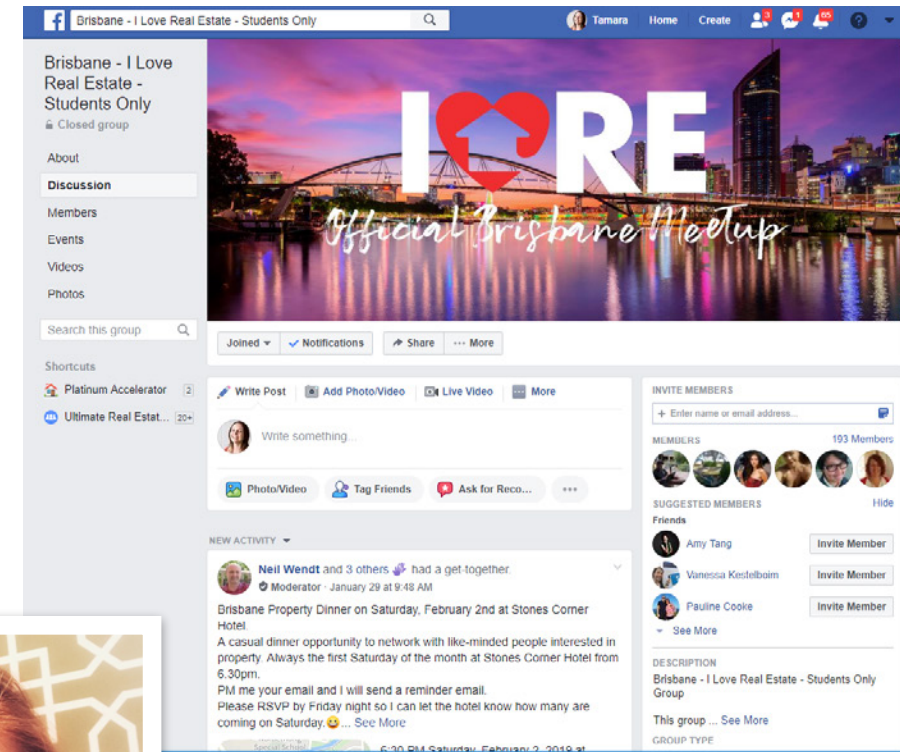 Brisbane - I Love Real Estate - Students Only
Tamara Home Create 3 1 65
Brisbane - I Love
Real Estate -
Students Only
Closed group
About
Discussion
Members
Events
Videos
Photos
Search this group
Shortcuts
Platinum Accelerator 2
Ultimate Real Estat... 20+
I RE
Official Brisbane Meetup
Joined Notifications Share More
Write Post Add Photo/Video Live Video More
Write something...
Photo/Video Tag Friends Ask for Reco...
NEW ACTIVITY
Neil Wendt and 3 others had a get-together.
Moderator · January 29 at 9:48 AM
Brisbane Property Dinner on Saturday, February 2nd at Stones Corner
Hotel.
A casual dinner opportunity to network with like-minded people interested in
property. Always the first Saturday of the month at Stones Corner Hotel from
6.30pm.
PM me your email and I will send a reminder email.
Please RSVP by Friday night so I can let the hotel know how many are
coming on Saturday. ... See More
Special School
6:30 PM Saturday, February 2, 2019 at
INVITE MEMBERS
+ Enter name or email address...
MEMBERS 193 Members
SUGGESTED MEMBERS Hide
Friends
Amy Tang Invite Member
Vanessa Kestelboim Invite Member
Pauline Cooke Invite Member
See More
DESCRIPTION
Brisbane - I Love Real Estate - Students Only
Group
This group ... See More
GROUP TYPE